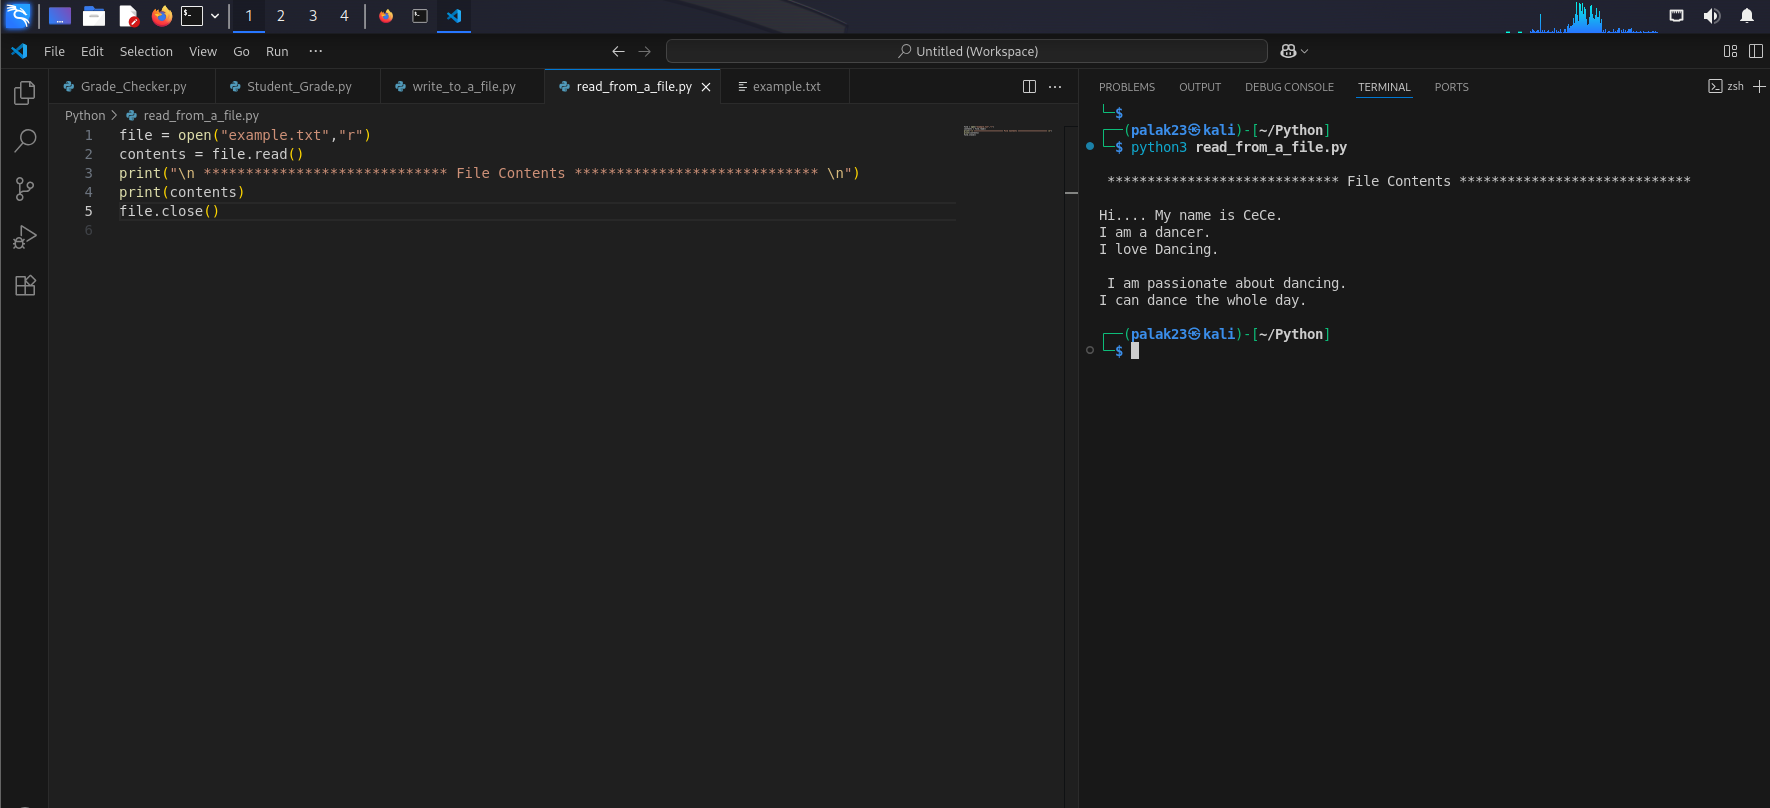 1 2 3 4
File Edit Selection View Go Run ···
Untitled (Workspace)
Grade_Checker.py Student_Grade.py write_to_a_file.py read_from_a_file.py example.txt
Python > read_from_a_file.py
1 file = open("example.txt","r")
2 contents = file.read()
3 print("\n ***************************** File Contents ***************************** \n")
4 print(contents)
5 file.close()
6
PROBLEMS OUTPUT DEBUG CONSOLE TERMINAL PORTS
zsh
└─$
┌──(palak23㉿kali)-[~/Python]
└─$ python3 read_from_a_file.py
***************************** File Contents *****************************
Hi.... My name is CeCe.
I am a dancer.
I love Dancing.
I am passionate about dancing.
I can dance the whole day.
┌──(palak23㉿kali)-[~/Python]
└─$